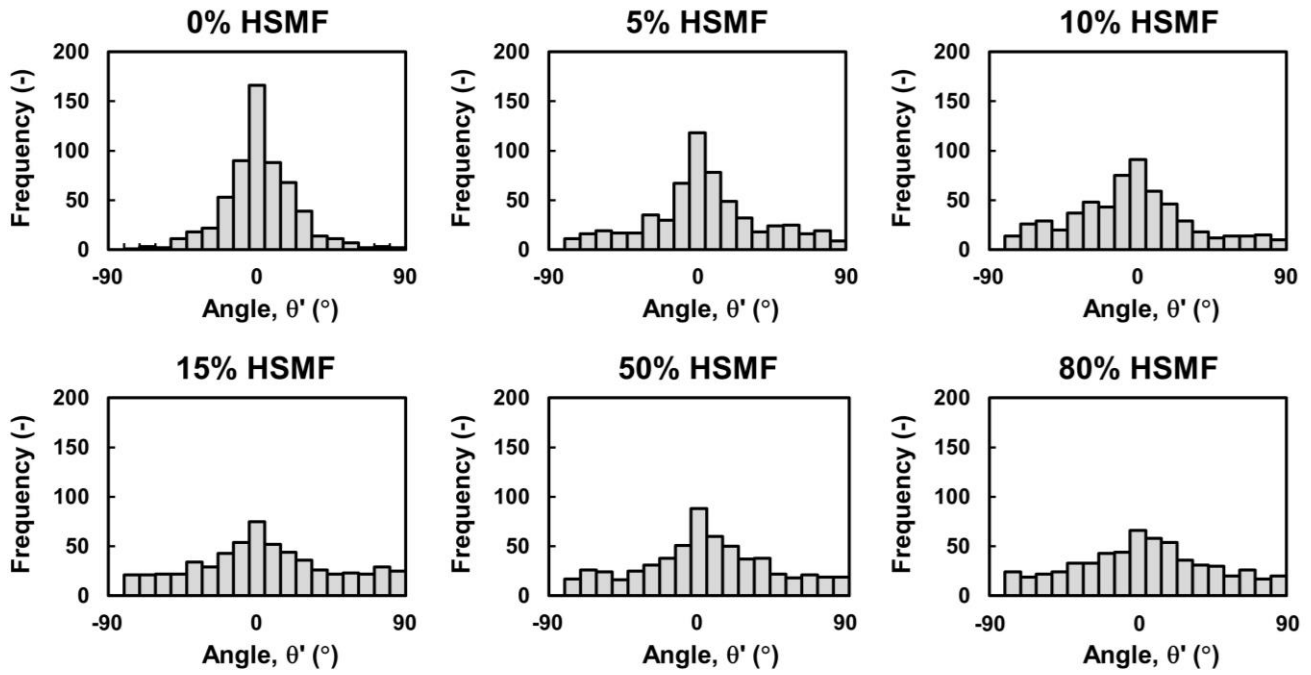 0% HSMF
200
150
100
50
0
-90 0 90
Frequency (-)
Angle, θ' (°)
5% HSMF
200
150
100
50
0
-90 0 90
Frequency (-)
Angle, θ' (°)
10% HSMF
200
150
100
50
0
-90 0 90
Frequency (-)
Angle, θ' (°)
15% HSMF
200
150
100
50
0
-90 0 90
Frequency (-)
Angle, θ' (°)
50% HSMF
200
150
100
50
0
-90 0 90
Frequency (-)
Angle, θ' (°)
80% HSMF
200
150
100
50
0
-90 0 90
Frequency (-)
Angle, θ' (°)